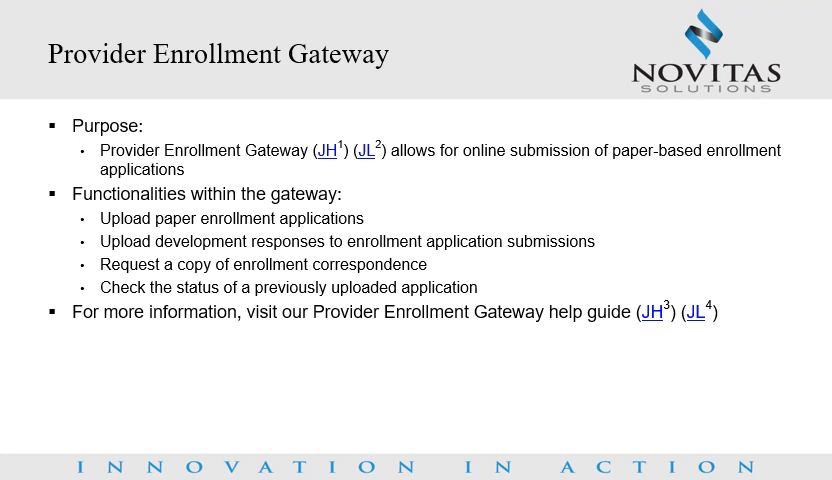 Provider Enrollment Gateway
NOVITAS
SOLUTIONS
▪ Purpose:
• Provider Enrollment Gateway (JH1) (JL2) allows for online submission of paper-based enrollment
applications
▪ Functionalities within the gateway:
• Upload paper enrollment applications
• Upload development responses to enrollment application submissions
• Request a copy of enrollment correspondence
• Check the status of a previously uploaded application
▪ For more information, visit our Provider Enrollment Gateway help guide (JH3) (JL4)
INNOVATION IN ACTION